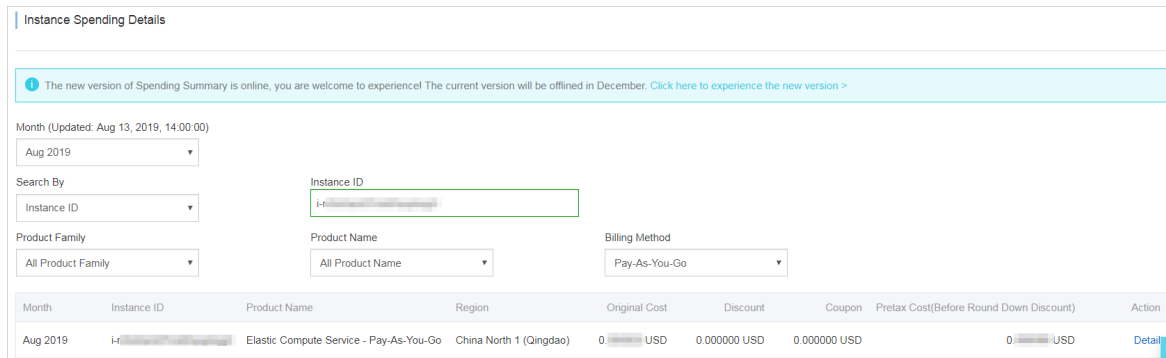 Instance Spending Details
The new version of Spending Summary is online, you are welcome to experience! The current version will be offlined in December. Click here to experience the new version >
Month (Updated: Aug 13, 2019, 14:00:00)
Aug 2019
Search By Instance ID
Instance ID i-r
Product Family Product Name Billing Method
All Product Family All Product Name Pay-As-You-Go
Month Instance ID Product Name Region Original Cost Discount Coupon Pretax Cost(Before Round Down Discount) Action
Aug 2019 i-r Elastic Compute Service - Pay-As-You-Go China North 1 (Qingdao) 0. USD 0.000000 USD 0.000000 USD 0. USD Detail